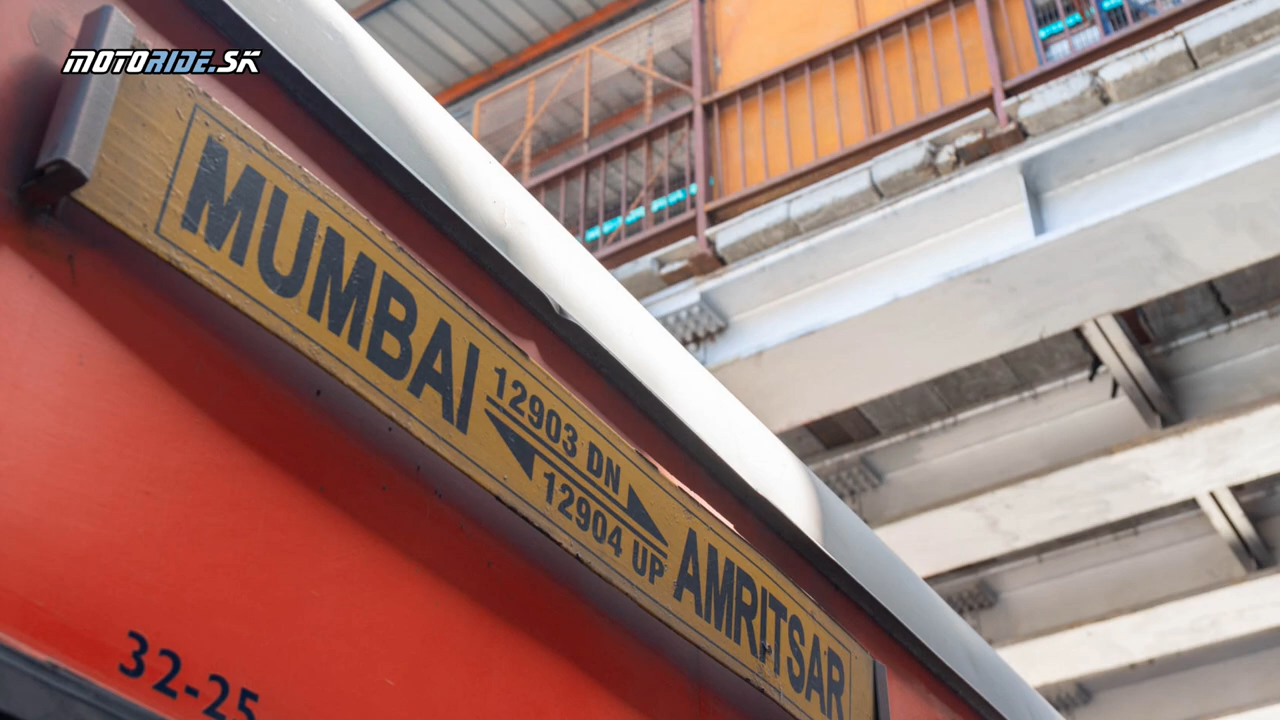 MOTORIDE.SK
MUMBAI
12903 DN
12904 UP
AMRITSAR
32-25